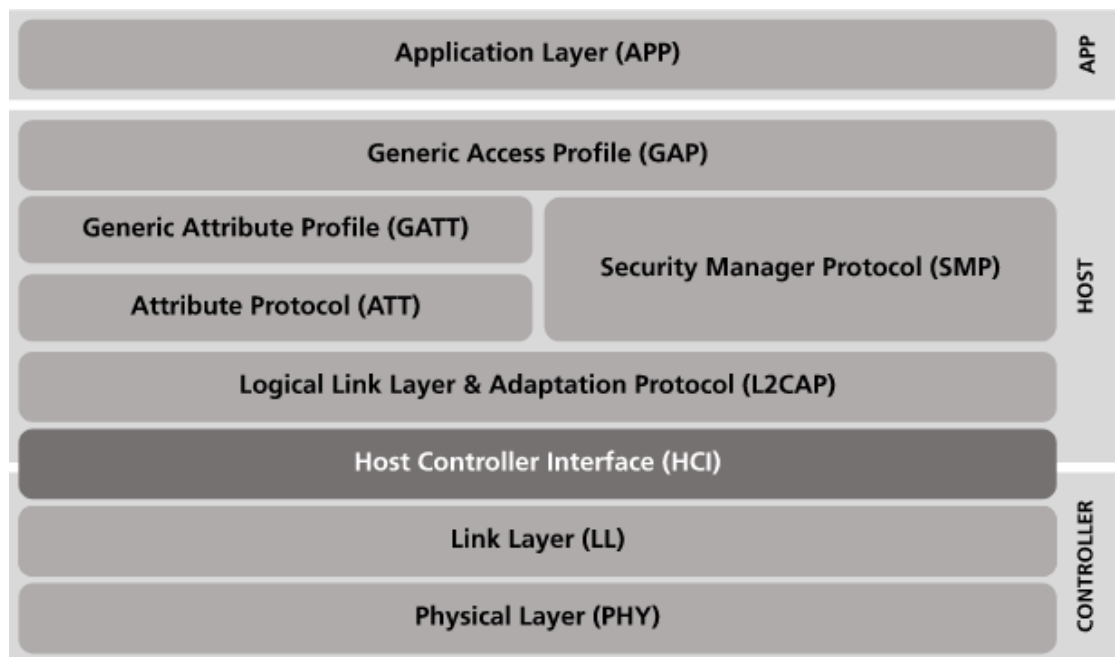 Application Layer (APP)
APP
Generic Access Profile (GAP)
Generic Attribute Profile (GATT)
Security Manager Protocol (SMP)
Attribute Protocol (ATT)
HOST
Logical Link Layer & Adaptation Protocol (L2CAP)
Host Controller Interface (HCI)
Link Layer (LL)
Physical Layer (PHY)
CONTROLLER